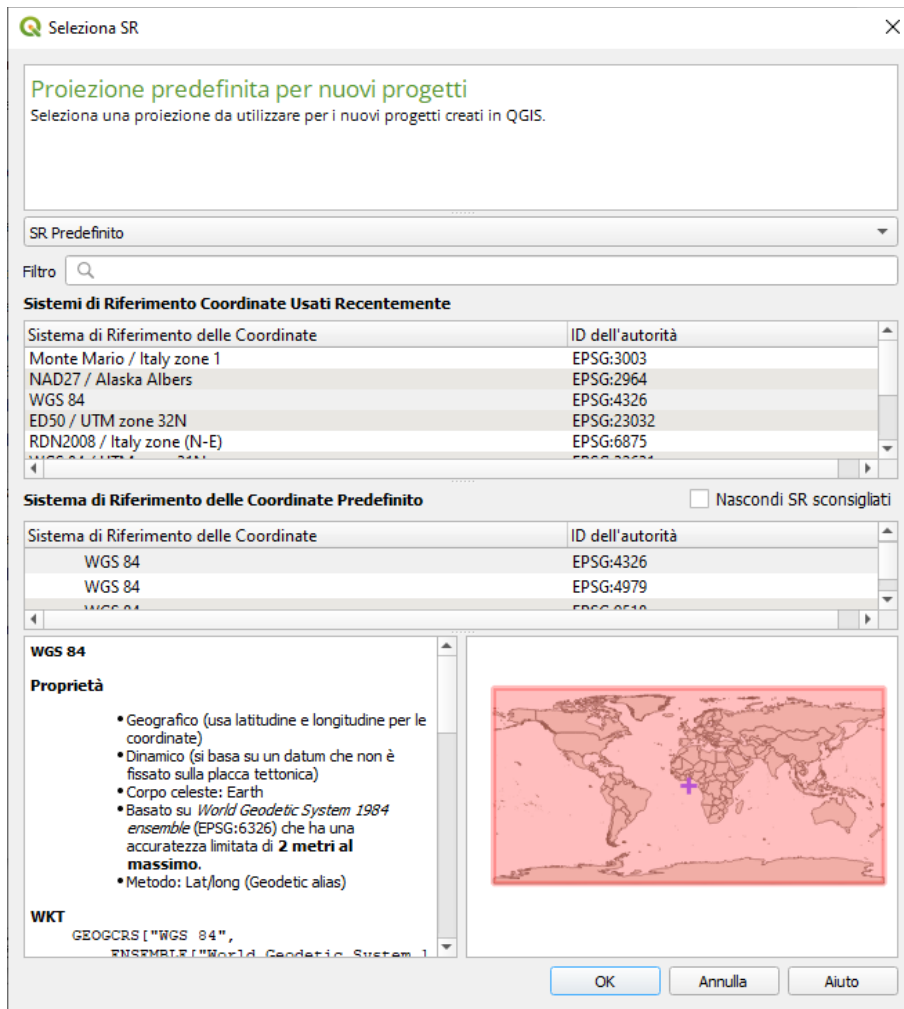 Seleziona SR
Proiezione predefinita per nuovi progetti
Seleziona una proiezione da utilizzare per i nuovi progetti creati in QGIS.
SR Predefinito
Filtro
Sistemi di Riferimento Coordinate Usati Recentemente
Sistema di Riferimento delle Coordinate ID dell'autorità
Monte Mario / Italy zone 1 EPSG:3003
NAD27 / Alaska Albers EPSG:2964
WGS 84 EPSG:4326
ED50 / UTM zone 32N EPSG:23032
RDN2008 / Italy zone (N-E) EPSG:6875
Sistema di Riferimento delle Coordinate Predefinito Nascondi SR sconsigliati
Sistema di Riferimento delle Coordinate ID dell'autorità
WGS 84 EPSG:4326
WGS 84 EPSG:4979
WGS 84
Proprietà
• Geografico (usa latitudine e longitudine per le
coordinate)
• Dinamico (si basa su un datum che non è
fissato sulla placca tettonica)
• Corpo celeste: Earth
• Basato su World Geodetic System 1984
ensemble (EPSG:6326) che ha una
accuratezza limitata di 2 metri al
massimo.
• Metodo: Lat/long (Geodetic alias)
WKT
GEOGCRS["WGS 84",
ENSEMBLE["World Geodetic System 1
OK Annulla Aiuto